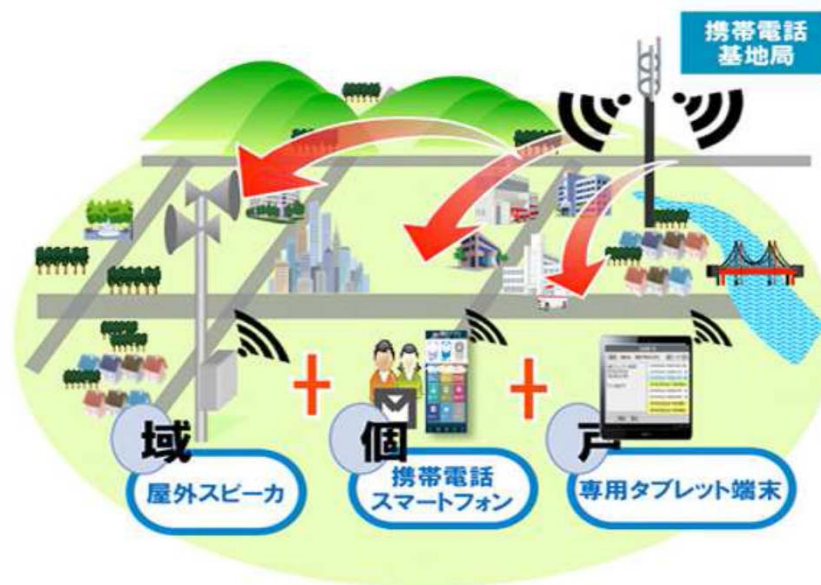 携帯電話
基地局
域
屋外スピーカ
個
携帯電話
スマートフォン
声
専用タブレット端末